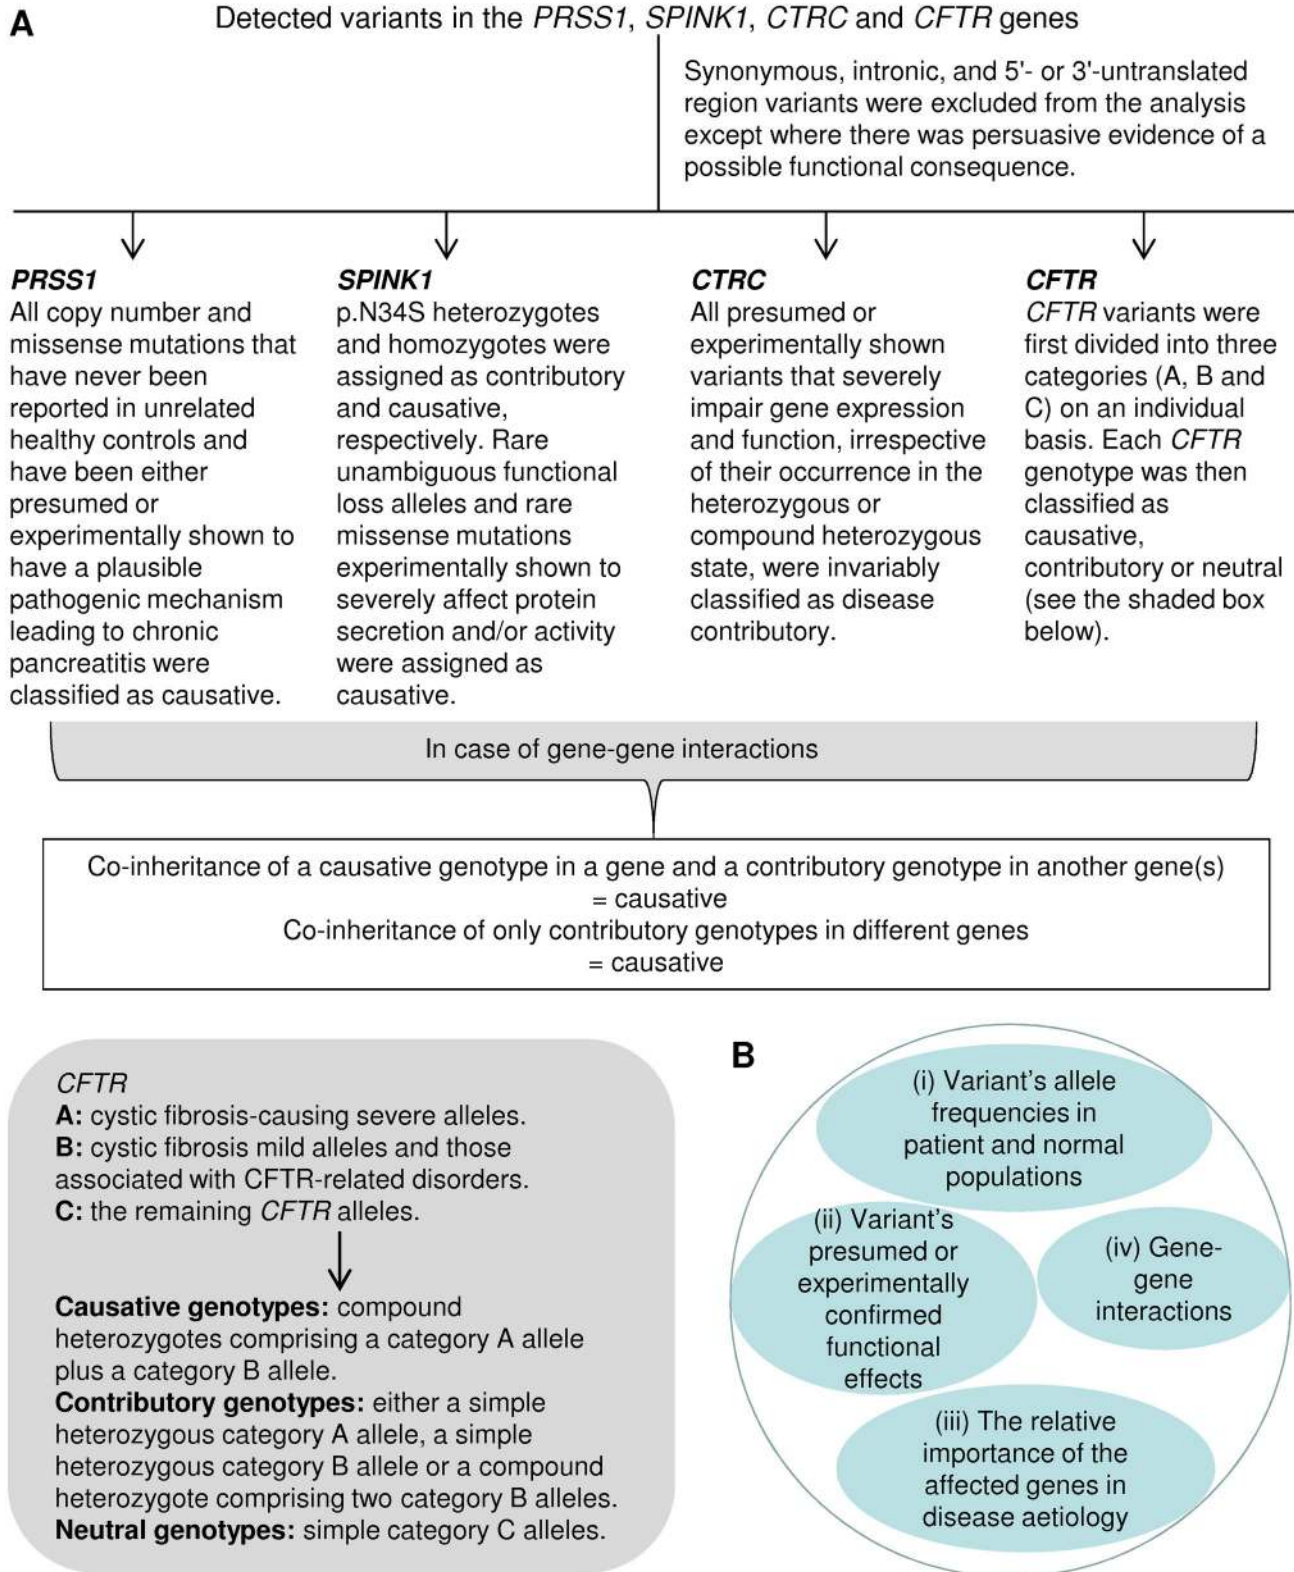 A
Detected variants in the PRSS1, SPINK1, CTRC and CFTR genes
Synonymous, intronic, and 5'- or 3'-untranslated
region variants were excluded from the analysis
except where there was persuasive evidence of a
possible functional consequence.
PRSS1
All copy number and
missense mutations that
have never been
reported in unrelated
healthy controls and
have been either
presumed or
experimentally shown to
have a plausible
pathogenic mechanism
leading to chronic
pancreatitis were
classified as causative.
SPINK1
p.N34S heterozygotes
and homozygotes were
assigned as contributory
and causative,
respectively. Rare
unambiguous functional
loss alleles and rare
missense mutations
experimentally shown to
severely affect protein
secretion and/or activity
were assigned as
causative.
CTRC
All presumed or
experimentally shown
variants that severely
impair gene expression
and function, irrespective
of their occurrence in the
heterozygous or
compound heterozygous
state, were invariably
classified as disease
contributory.
CFTR
CFTR variants were
first divided into three
categories (A, B and
C) on an individual
basis. Each CFTR
genotype was then
classified as
causative,
contributory or neutral
(see the shaded box
below).
In case of gene-gene interactions
Co-inheritance of a causative genotype in a gene and a contributory genotype in another gene(s)
= causative
Co-inheritance of only contributory genotypes in different genes
= causative
CFTR
A: cystic fibrosis-causing severe alleles.
B: cystic fibrosis mild alleles and those
associated with CFTR-related disorders.
C: the remaining CFTR alleles.
Causative genotypes: compound
heterozygotes comprising a category A allele
plus a category B allele.
Contributory genotypes: either a simple
heterozygous category A allele, a simple
heterozygous category B allele or a compound
heterozygote comprising two category B alleles.
Neutral genotypes: simple category C alleles.
B
(i) Variant's allele
frequencies in
patient and normal
populations
(ii) Variant's
presumed or
experimentally
confirmed
functional
effects
(iv) Gene-
gene
interactions
(iii) The relative
importance of the
affected genes in
disease aetiology